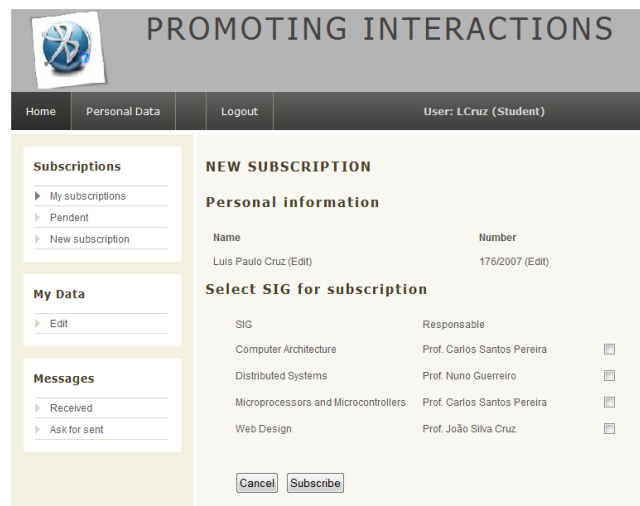 PROMOTING INTERACTIONS
Home Personal Data Logout User: LCruz (Student)
Subscriptions
My subscriptions
Pendent
New subscription
My Data
Edit
Messages
Received
Ask for sent
NEW SUBSCRIPTION
Personal information
Name Number
Luis Paulo Cruz (Edit) 176/2007 (Edit)
Select SIG for subscription
SIG Responsable
Computer Architecture Prof. Carlos Santos Pereira
Distributed Systems Prof. Nuno Guerreiro
Microprocessors and Microcontrollers Prof. Carlos Santos Pereira
Web Design Prof. João Silva Cruz
Cancel Subscribe